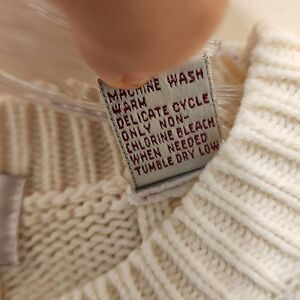 MACHINE WASH
WARM
DELICATE CYCLE
ONLY NON-
CHLORINE BLEACH
WHEN NEEDED
TUMBLE DRY LOW